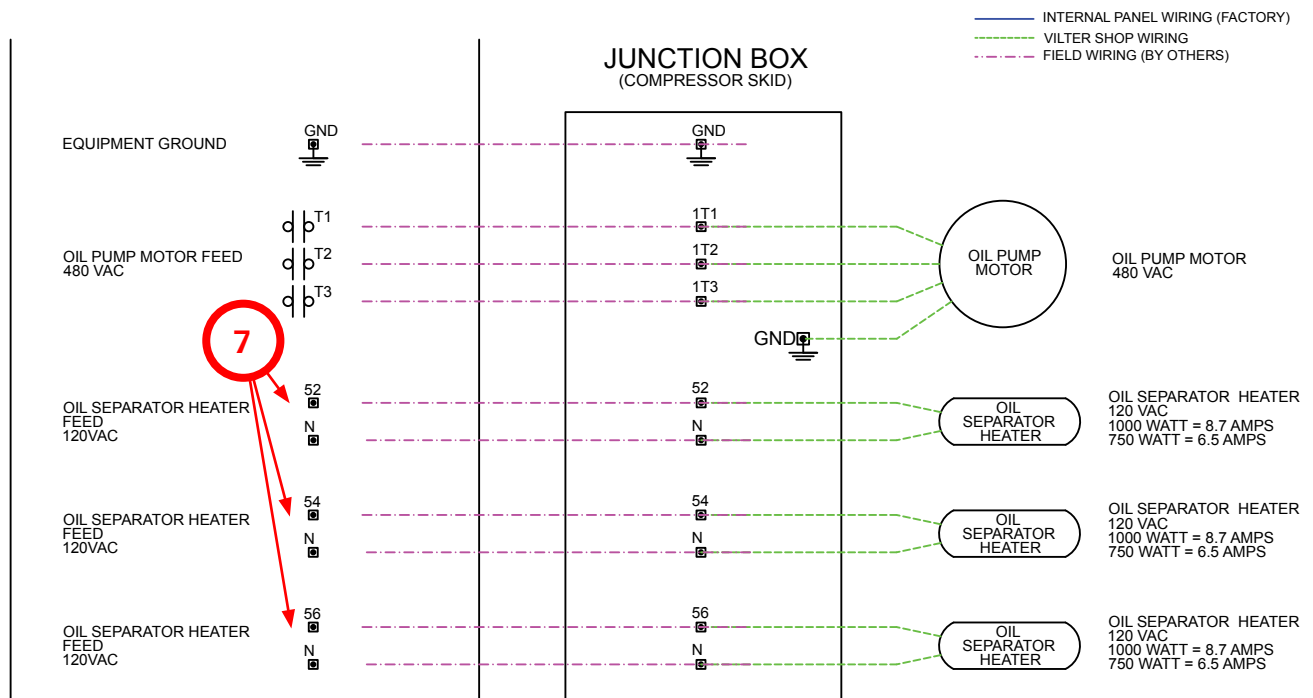 INTERNAL PANEL WIRING (FACTORY)
VILTER SHOP WIRING
FIELD WIRING (BY OTHERS)
JUNCTION BOX
(COMPRESSOR SKID)
EQUIPMENT GROUND
GND
GND
OIL PUMP MOTOR FEED
480 VAC
T1
T2
T3
1T1
1T2
1T3
GND
OIL PUMP
MOTOR
OIL PUMP MOTOR
480 VAC
7
OIL SEPARATOR HEATER
FEED
120VAC
52
N
52
N
OIL
SEPARATOR
HEATER
OIL SEPARATOR HEATER
120 VAC
1000 WATT = 8.7 AMPS
750 WATT = 6.5 AMPS
OIL SEPARATOR HEATER
FEED
120VAC
54
N
54
N
OIL
SEPARATOR
HEATER
OIL SEPARATOR HEATER
120 VAC
1000 WATT = 8.7 AMPS
750 WATT = 6.5 AMPS
OIL SEPARATOR HEATER
FEED
120VAC
56
N
56
N
OIL
SEPARATOR
HEATER
OIL SEPARATOR HEATER
120 VAC
1000 WATT = 8.7 AMPS
750 WATT = 6.5 AMPS